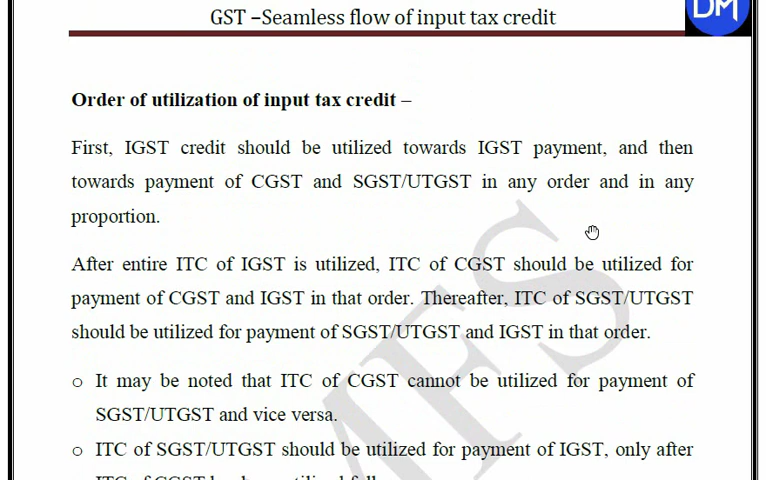 GST –Seamless flow of input tax credit
DM
Order of utilization of input tax credit –
First, IGST credit should be utilized towards IGST payment, and then
towards payment of CGST and SGST/UTGST in any order and in any
proportion.
After entire ITC of IGST is utilized, ITC of CGST should be utilized for
payment of CGST and IGST in that order. Thereafter, ITC of SGST/UTGST
should be utilized for payment of SGST/UTGST and IGST in that order.
o It may be noted that ITC of CGST cannot be utilized for payment of
SGST/UTGST and vice versa.
o ITC of SGST/UTGST should be utilized for payment of IGST, only after
MFS